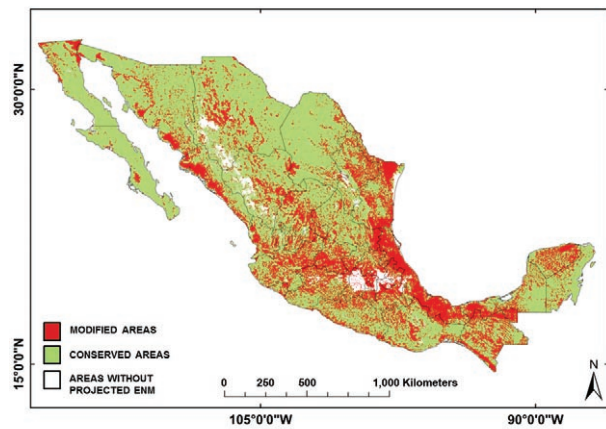 30°0'0"N
15°0'0"N
MODIFIED AREAS
CONSERVED AREAS
AREAS WITHOUT
PROJECTED ENM
0 250 500 1,000 Kilometers
N
105°0'0"W
90°0'0"W